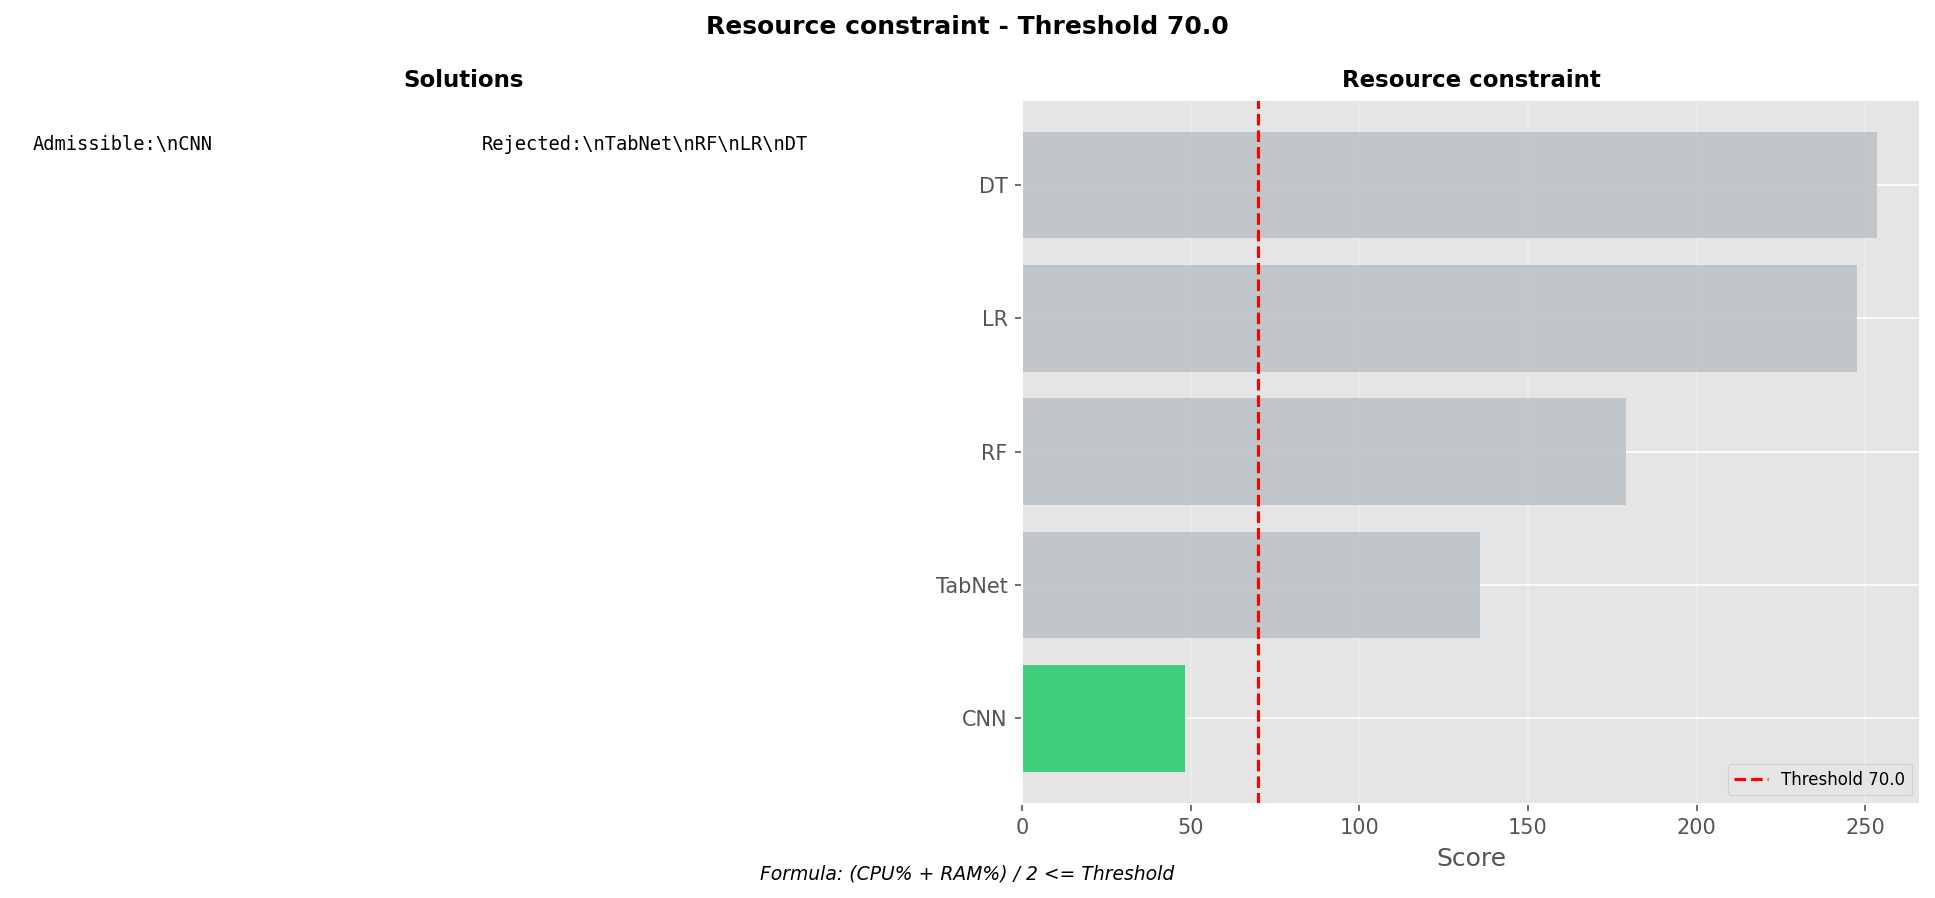 Resource constraint - Threshold 70.0
Solutions
Admissible:\nCNN
Rejected:\nTabNet\nRF\nLR\nDT
Resource constraint
DT
LR
RF
TabNet
CNN
Threshold 70.0
0 50 100 150 200 250
Score
Formula: (CPU% + RAM%) / 2 <= Threshold